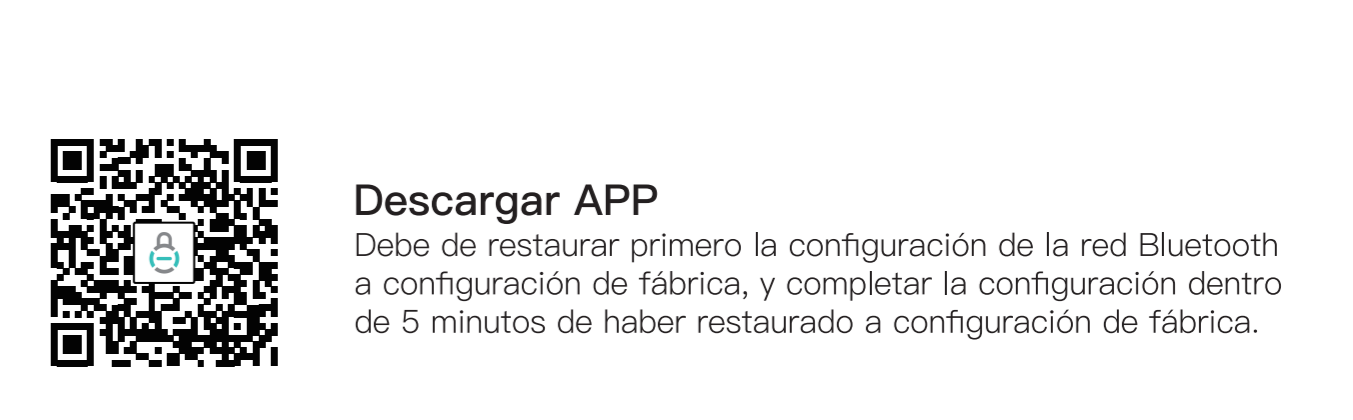 Descargar APP
Debe de restaurar primero la configuración de la red Bluetooth
a configuración de fábrica, y completar la configuración dentro
de 5 minutos de haber restaurado a configuración de fábrica.